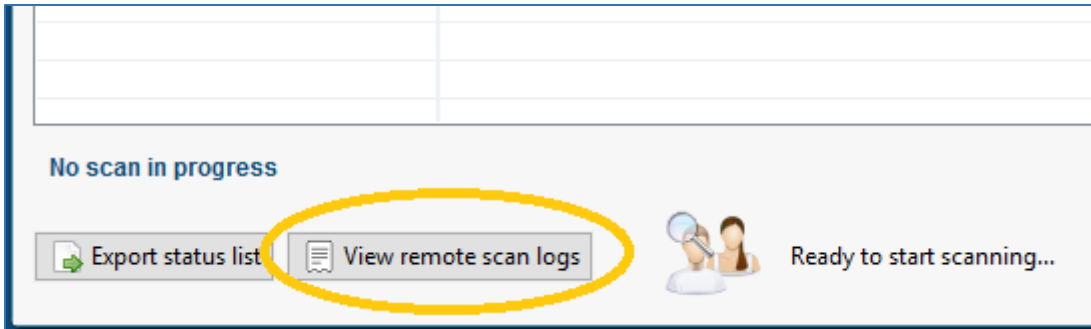 No scan in progress
Export status list
View remote scan logs
Ready to start scanning...